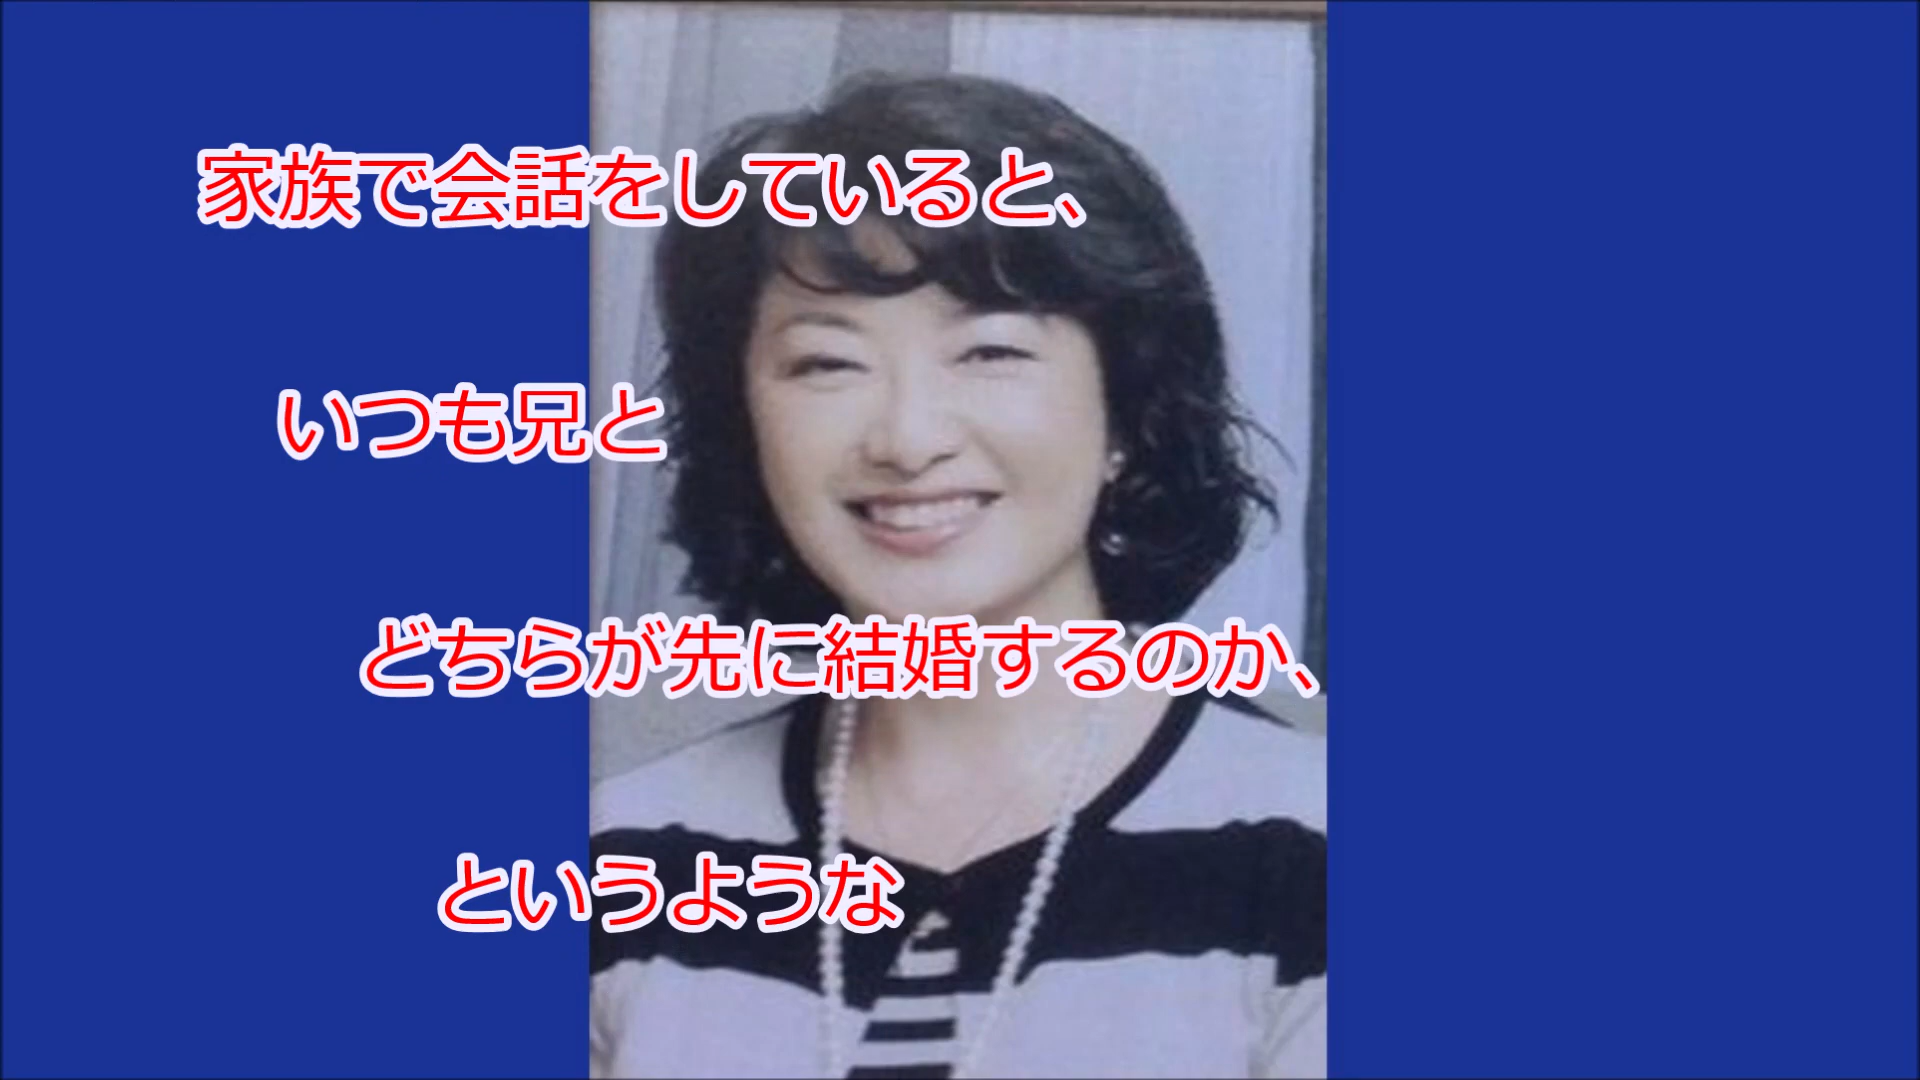 家族で会話をしていると、
いつも兄と
どちらが先に結婚するのか、
というような